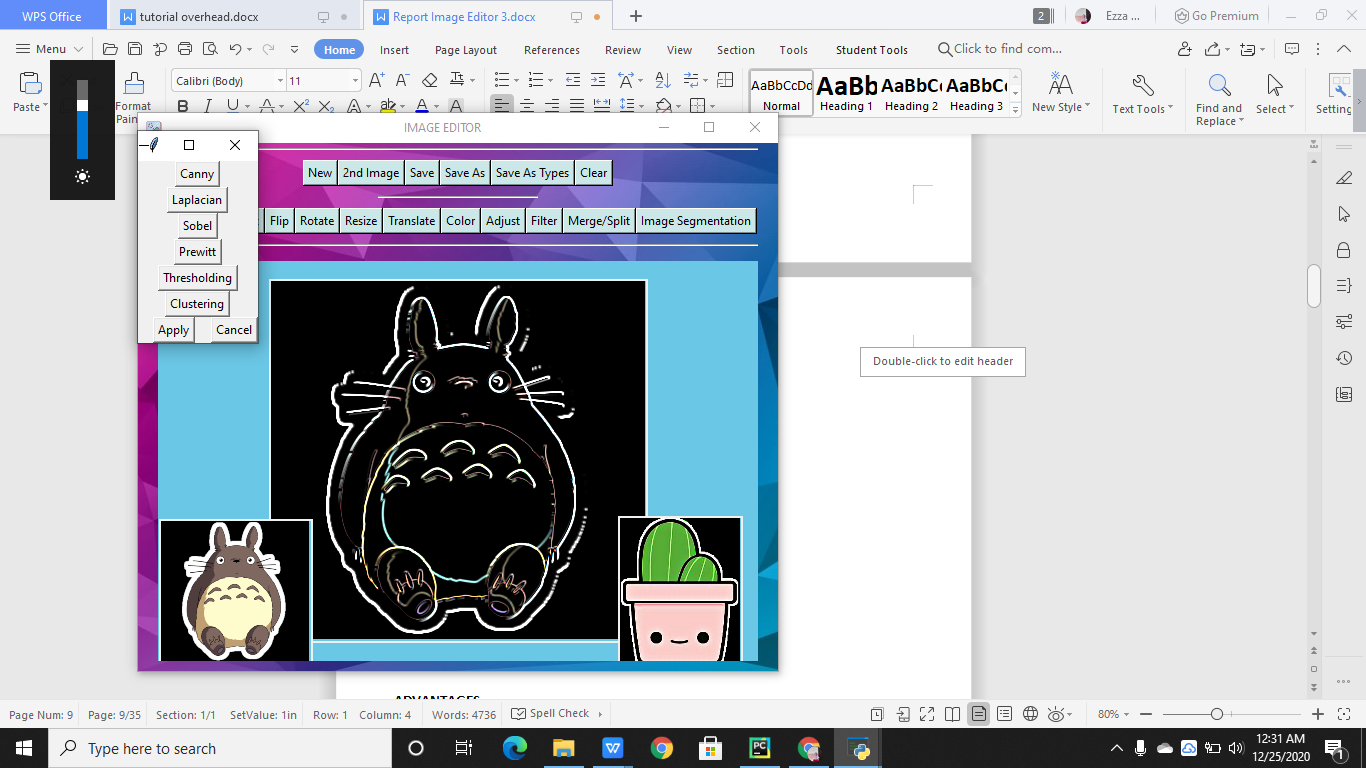 WPS Office
tutorial overhead.docx
Report Image Editor 3.docx
2
Ezza ...
Go Premium
Menu
Home
Insert
Page Layout
References
Review
View
Section
Tools
Student Tools
Click to find com...
Paste
Format
Calibri (Body)
11
AaBbCcDd
Normal
Heading 1
Heading 2
Heading 3
New Style
Text Tools
Find and
Replace
Select
IMAGE EDITOR
Canny
Laplacian
Sobel
Prewitt
Thresholding
Clustering
Apply
Cancel
New
2nd Image
Save
Save As
Save As Types
Clear
Flip
Rotate
Resize
Translate
Color
Adjust
Filter
Merge/Split
Image Segmentation
Double-click to edit header
ADVANTAGES
Page Num: 9
Page: 9/35
Section: 1/1
SetValue: 1in
Row: 1
Column: 4
Words: 4736
Spell Check
80%
Type here to search
12:31 AM
12/25/2020
1